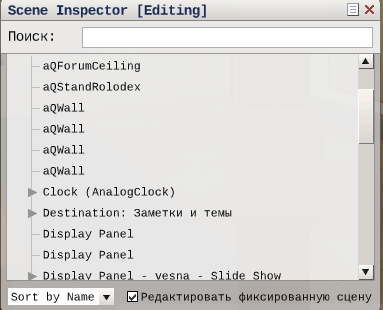 Scene Inspector [Editing]
Поиск:
aQForumCeiling
aQStandRolodex
aQWall
aQWall
aQWall
aQWall
Clock (AnalogClock)
Destination: Заметки и темы
Display Panel
Display Panel
Display Panel - vesna - Slide Show
Sort by Name
Редактировать фиксированную сцену